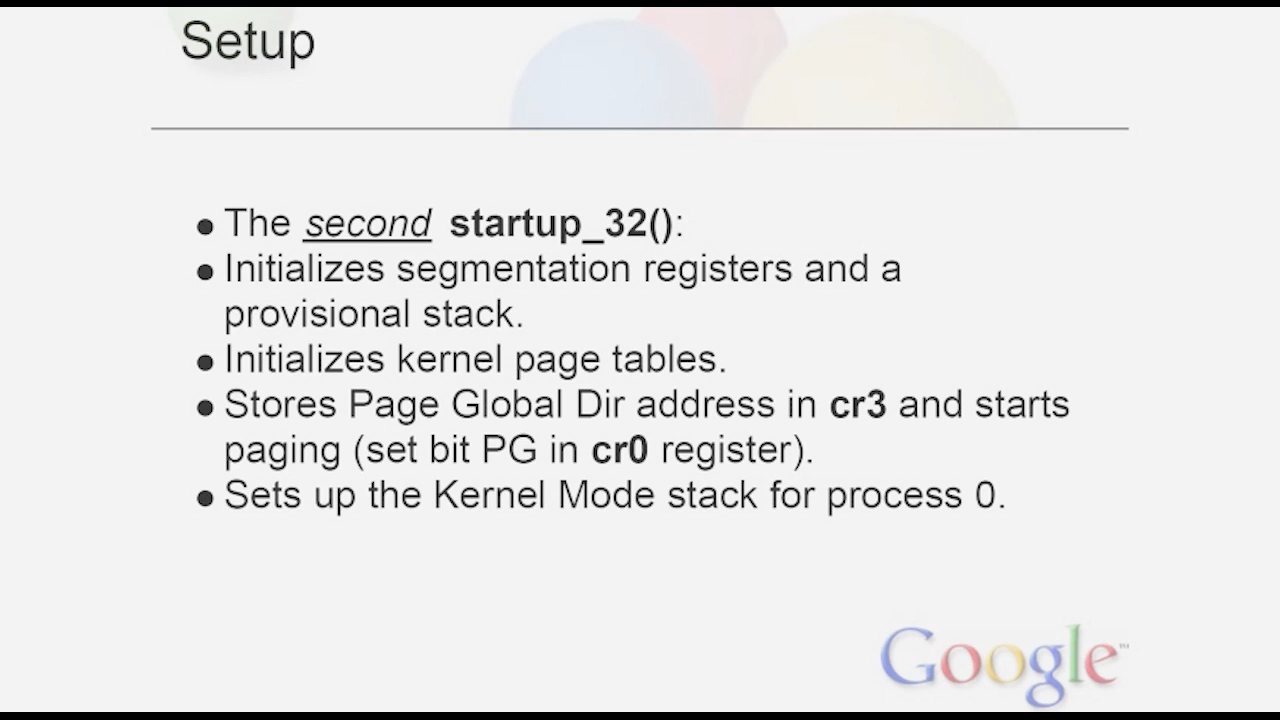 Setup
● The second startup_32():
● Initializes segmentation registers and a
provisional stack.
● Initializes kernel page tables.
● Stores Page Global Dir address in cr3 and starts
paging (set bit PG in cr0 register).
● Sets up the Kernel Mode stack for process 0.
Google™